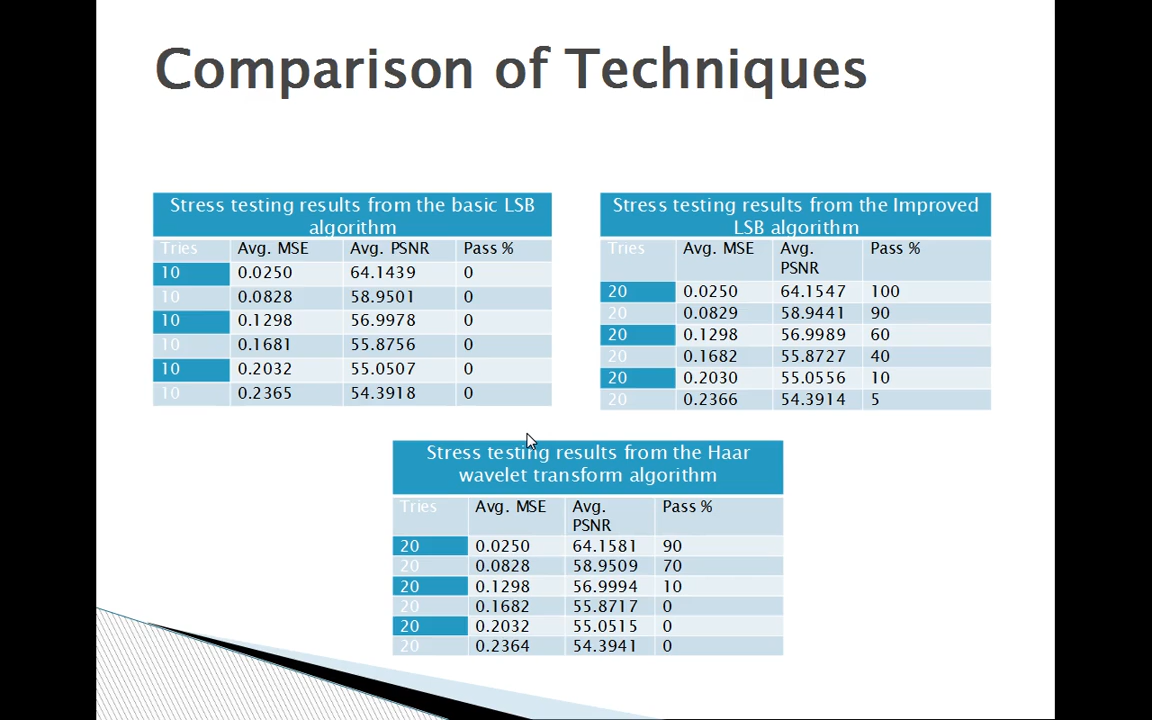 Comparison of Techniques
Stress testing results from the basic LSB
algorithm
Tries Avg. MSE Avg. PSNR Pass %
10 0.0250 64.1439 0
10 0.0828 58.9501 0
10 0.1298 56.9978 0
10 0.1681 55.8756 0
10 0.2032 55.0507 0
10 0.2365 54.3918 0
Stress testing results from the Improved
LSB algorithm
Tries Avg. MSE Avg. Pass %
PSNR
20 0.0250 64.1547 100
20 0.0829 58.9441 90
20 0.1298 56.9989 60
20 0.1682 55.8727 40
20 0.2030 55.0556 10
20 0.2366 54.3914 5
Stress testing results from the Haar
wavelet transform algorithm
Tries Avg. MSE Avg. Pass %
PSNR
20 0.0250 64.1581 90
20 0.0828 58.9509 70
20 0.1298 56.9994 10
20 0.1682 55.8717 0
20 0.2032 55.0515 0
20 0.2364 54.3941 0